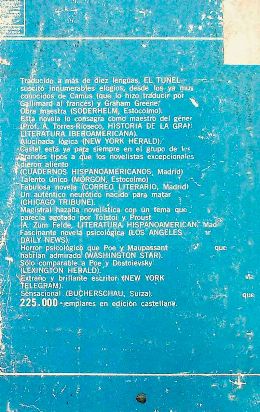 Traducido a más de diez lenguas, EL TUNEL
suscitó innumerables elogios, desde los ya muy
conocidos de Camus (que lo hizo traducir por
Gallimard al francés) y Graham Greene.
Obra maestra (SODERHELM, Estocolmo).
Esta novela lo consagra como maestro del géner
(Prof. A. Torres-Rioseco, HISTORIA DE LA GRAN
LITERATURA IBEROAMERICANA).
Alucinada lógica (NEW YORK HERALD).
Castel está ya para siempre en el grupo de los
grandes tipos a que los novelistas excepcionales
dieron aliento
(CUADERNOS HISPANOAMERICANOS, Madrid)
Talento único (MORGON, Estocolmo)
Fabulosa novela (CORREO LITERARIO, Madrid)
Un auténtico neurótico nacido para matar
(CHICAGO TRIBUNE).
Magistral hazaña novelística con un tema que
parecía agotado por Tolstoi y Proust
(A. Zum Felde, LITERATURA HISPANOAMERICAN Mad
Fascinante novela psicológica (LOS ANGELES
DAILY NEWS).
Horror psicológico que Poe y Maupassant que
habrían admirado (WASHINGTON STAR).
Sólo comparable a Poe y Dostoievsky
(LEXINGTON HERALD).
Extraño y brillante escritor (NEW YORK
TELEGRAM).
Sensacional (BUCHERSCHAU, Suiza). que
225.000 ejemplares en edición castellana.